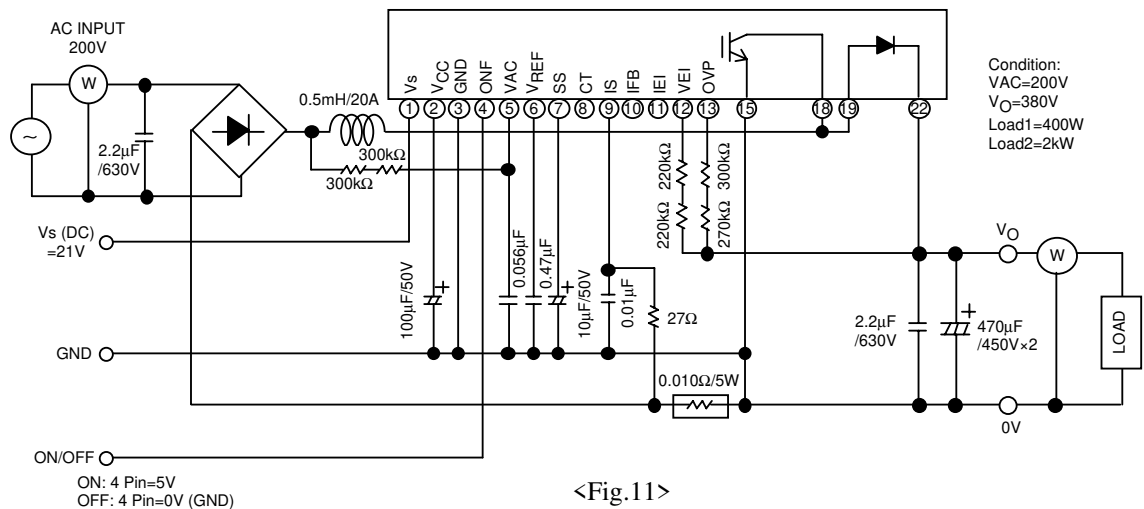 AC INPUT
200V
W
2.2μF
/630V
0.5mH/20A
300kΩ
300kΩ
Vs
VCC
GND
ONF
VAC
VREF
SS
CT
IS
IFB
IEI
VEI
OVP
1
2
3
4
5
6
7
8
9
10
11
12
13
15
18
19
22
Condition:
VAC=200V
VO=380V
Load1=400W
Load2=2kW
220kΩ
220kΩ
300kΩ
270kΩ
Vs (DC)
=21V
100μF/50V
+
0.056μF
0.47μF
+
10μF/50V
0.01μF
27Ω
VO
W
2.2μF
/630V
+
470μF
/450V×2
LOAD
GND
0.010Ω/5W
0V
ON/OFF
ON: 4 Pin=5V
OFF: 4 Pin=0V (GND)
<Fig.11>